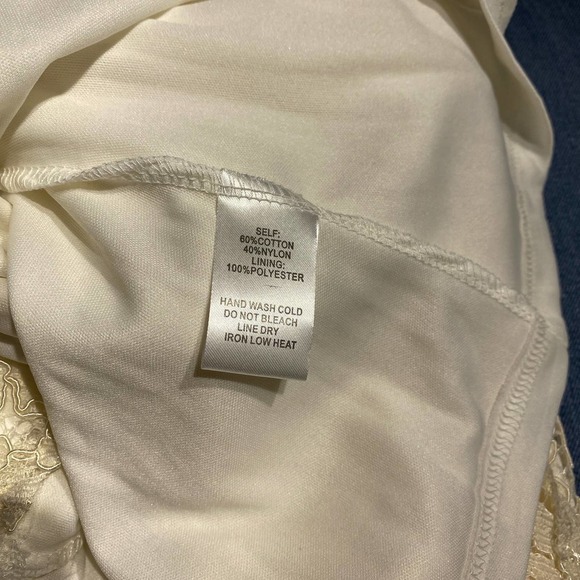 SELF:
60%COTTON
40%NYLON
LINING:
100%POLYESTER
HAND WASH COLD
DO NOT BLEACH
LINE DRY
IRON LOW HEAT